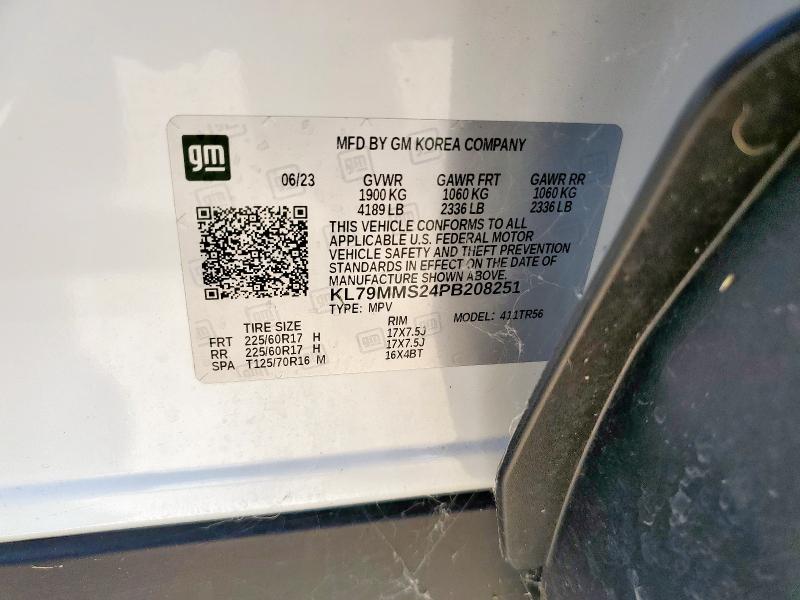 gm
MFD BY GM KOREA COMPANY
06/23 GVWR GAWR FRT GAWR RR
1900 KG 1060 KG 1060 KG
4189 LB 2336 LB 2336 LB
THIS VEHICLE CONFORMS TO ALL
APPLICABLE U.S. FEDERAL MOTOR
VEHICLE SAFETY AND THEFT PREVENTION
STANDARDS IN EFFECT ON THE DATE OF
MANUFACTURE SHOWN ABOVE.
KL79MMS24PB208251
TYPE: MPV MODEL: 411TR56
TIRE SIZE RIM
FRT 225/60R17 H 17X7.5J
RR 225/60R17 H 17X7.5J
SPA T125/70R16 M 16X4BT